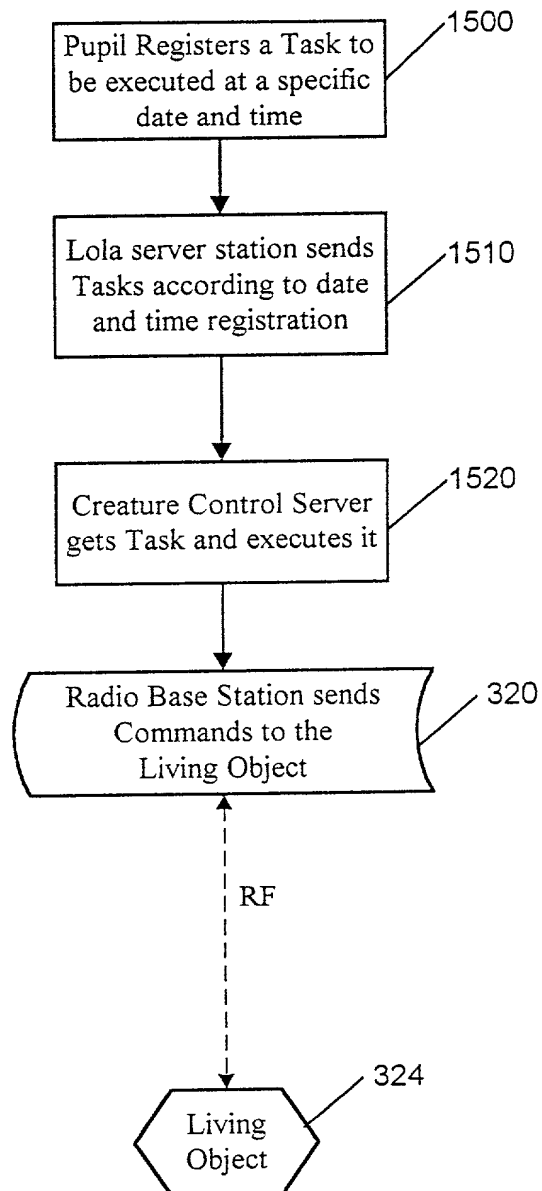 1500
Pupil Registers a Task to
be executed at a specific
date and time
1510
Lola server station sends
Tasks according to date
and time registration
1520
Creature Control Server
gets Task and executes it
320
Radio Base Station sends
Commands to the
Living Object
RF
324
Living
Object